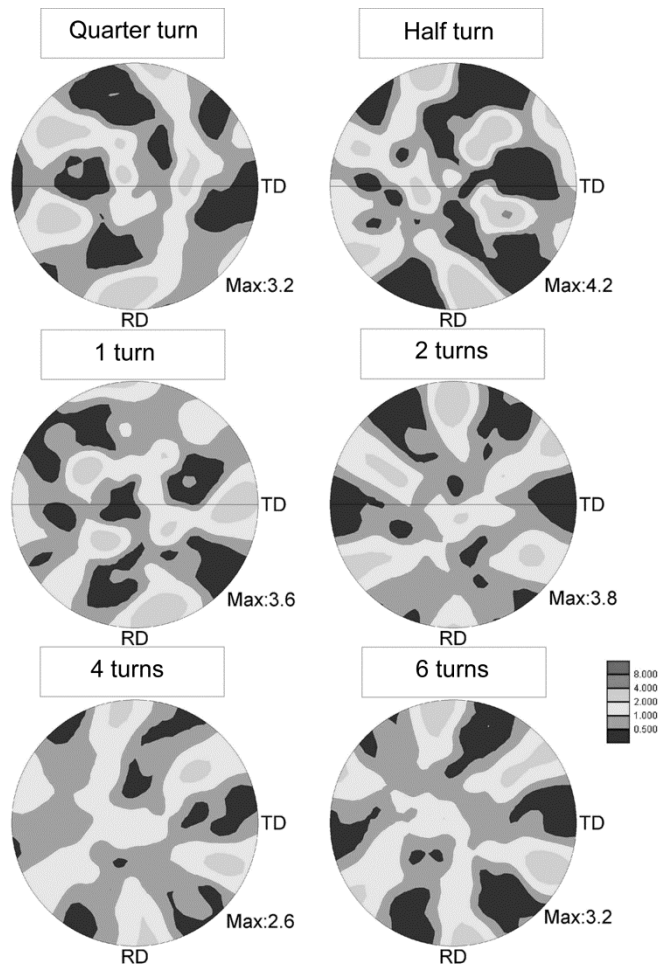 Quarter turn
Half turn
TD
TD
Max:3.2
Max:4.2
RD
RD
1 turn
2 turns
TD
TD
Max:3.6
Max:3.8
RD
RD
4 turns
6 turns
8.000
4.000
2.000
1.000
0.500
TD
TD
Max:2.6
Max:3.2
RD
RD